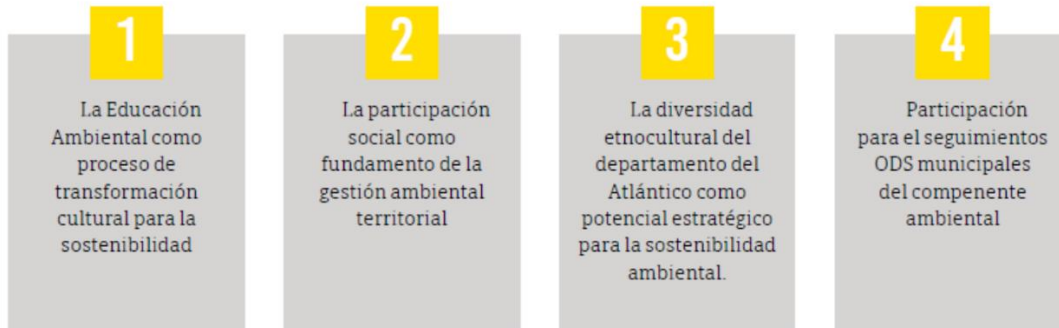 1
La Educación
Ambiental como
proceso de
transformación
cultural para la
sostenibilidad
2
La participación
social como
fundamento de la
gestión ambiental
territorial
3
La diversidad
etnocultural del
departamento del
Atlántico como
potencial estratégico
para la sostenibilidad
ambiental.
4
Participación
para el seguimientos
ODS municipales
del compenente
ambiental